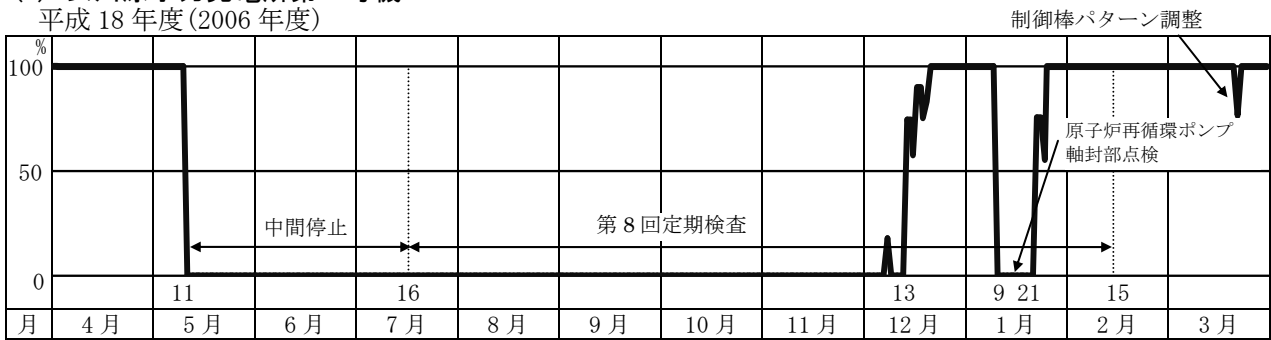 平成 18 年度(2006 年度)
制御棒パターン調整
%
100
原子炉再循環ポンプ
軸封部点検
50
中間停止
第 8 回定期検査
0
11 16 13 9 21 15
月 4 月 5 月 6 月 7 月 8 月 9 月 10 月 11 月 12 月 1 月 2 月 3 月